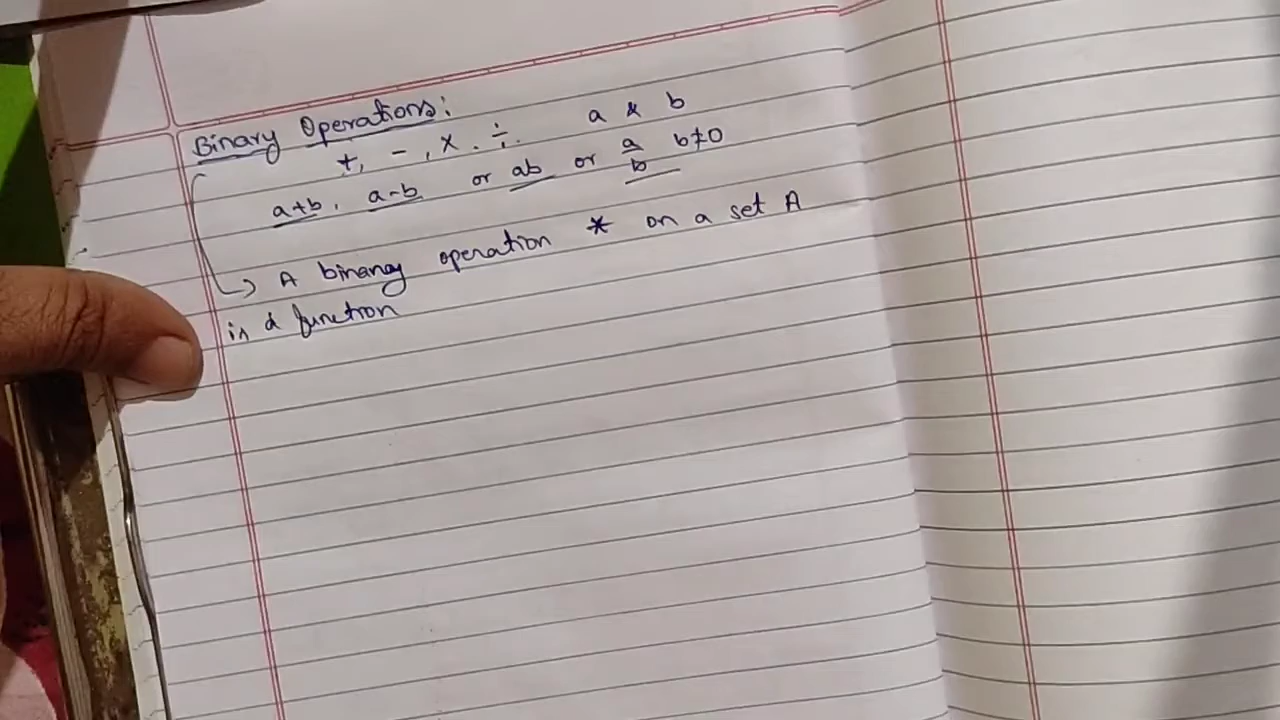 Binary Operations:
+, -, x . ÷. a & b
a+b, a-b or ab or a/b b≠0
→ A binary operation * on a set A
is a function